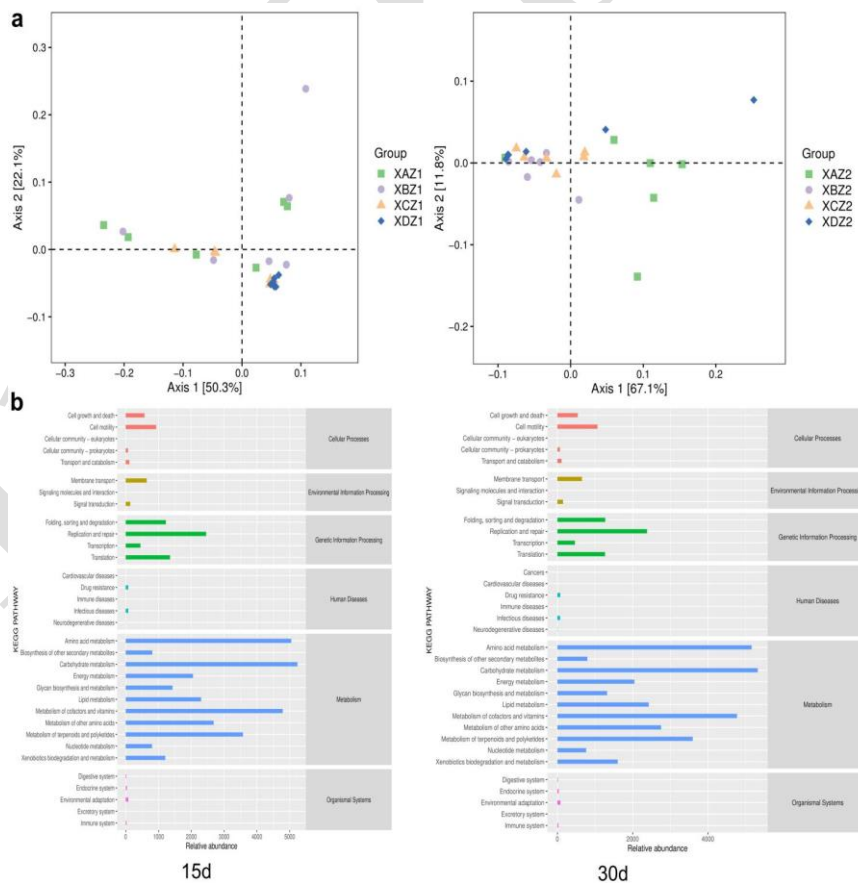 a
0.3
0.2
0.1
0.0
−0.1
Axis 2 [22.1%]
−0.3
−0.2
−0.1
0.0
0.1
Axis 1 [50.3%]
Group
XAZ1
XBZ1
XCZ1
XDZ1
0.1
0.0
−0.1
−0.2
Axis 2 [11.8%]
−0.1
0.0
0.1
0.2
Axis 1 [67.1%]
Group
XAZ2
XBZ2
XCZ2
XDZ2
b
KEGG PATHWAY
Cell growth and death
Cell motility
Cellular community − eukaryotes
Cellular community − prokaryotes
Transport and catabolism
Cellular Processes
Membrane transport
Signaling molecules and interaction
Signal transduction
Environmental Information Processing
Folding, sorting and degradation
Replication and repair
Transcription
Translation
Genetic Information Processing
Cardiovascular diseases
Drug resistance
Immune diseases
Infectious diseases
Neurodegenerative diseases
Human Diseases
Amino acid metabolism
Biosynthesis of other secondary metabolites
Carbohydrate metabolism
Energy metabolism
Glycan biosynthesis and metabolism
Lipid metabolism
Metabolism of cofactors and vitamins
Metabolism of other amino acids
Metabolism of terpenoids and polyketides
Nucleotide metabolism
Xenobiotics biodegradation and metabolism
Metabolism
Digestive system
Endocrine system
Environmental adaptation
Excretory system
Immune system
Organismal Systems
0
1000
2000
3000
4000
5000
Relative abundance
15d
KEGG PATHWAY
Cell growth and death
Cell motility
Cellular community − eukaryotes
Cellular community − prokaryotes
Transport and catabolism
Cellular Processes
Membrane transport
Signaling molecules and interaction
Signal transduction
Environmental Information Process
Folding, sorting and degradation
Replication and repair
Transcription
Translation
Genetic Information Processing
Cancers
Cardiovascular diseases
Drug resistance
Immune diseases
Infectious diseases
Neurodegenerative diseases
Human Diseases
Amino acid metabolism
Biosynthesis of other secondary metabolites
Carbohydrate metabolism
Energy metabolism
Glycan biosynthesis and metabolism
Lipid metabolism
Metabolism of cofactors and vitamins
Metabolism of other amino acids
Metabolism of terpenoids and polyketides
Nucleotide metabolism
Xenobiotics biodegradation and metabolism
Metabolism
Digestive system
Endocrine system
Environmental adaptation
Excretory system
Immune system
Organismal Systems
0
2000
4000
Relative abundance
30d